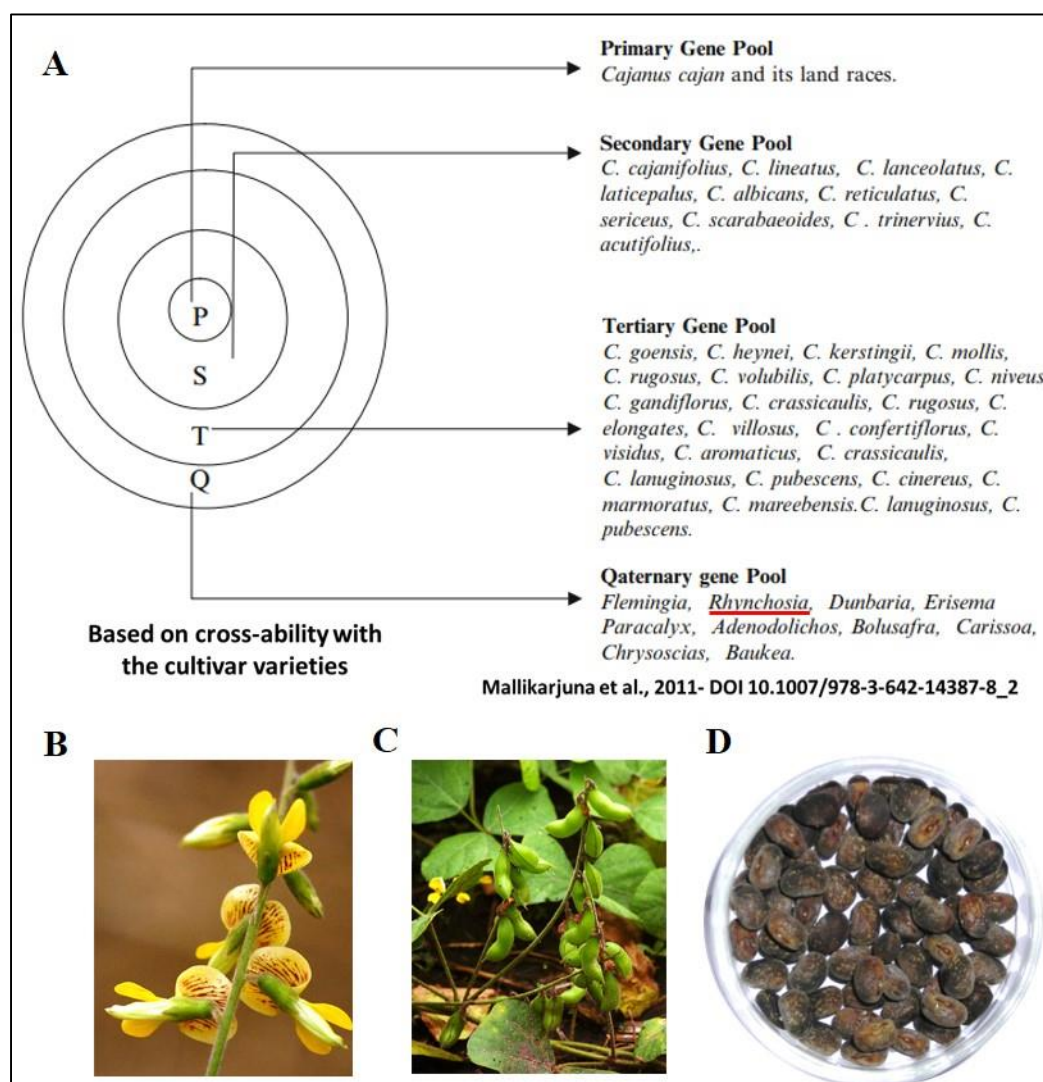 A
Primary Gene Pool
Cajanus cajan and its land races.
Secondary Gene Pool
C. cajanifolius, C. lineatus, C. lanceolatus, C.
laticepalus, C. albicans, C. reticulatus, C.
sericeus, C. scarabaeoides, C . trinervius, C.
acutifolius,.
P
S
T
Q
Tertiary Gene Pool
C. goensis, C. heynei, C. kerstingii, C. mollis,
C. rugosus, C. volubilis, C. platycarpus, C. niveus
C. gandiflorus, C. crassicaulis, C. rugosus, C.
elongates, C. villosus, C . confertiflorus, C.
visidus, C. aromaticus, C. crassicaulis,
C. lanuginosus, C. pubescens, C. cinereus, C.
marmoratus, C. mareebensis.C. lanuginosus, C.
pubescens.
Qaternary gene Pool
Flemingia, Rhynchosia, Dunbaria, Erisema
Paracalyx, Adenodolichos, Bolusafra, Carissoa,
Chrysoscias, Baukea.
Based on cross-ability with
the cultivar varieties
Mallikarjuna et al., 2011- DOI 10.1007/978-3-642-14387-8_2
B
C
D